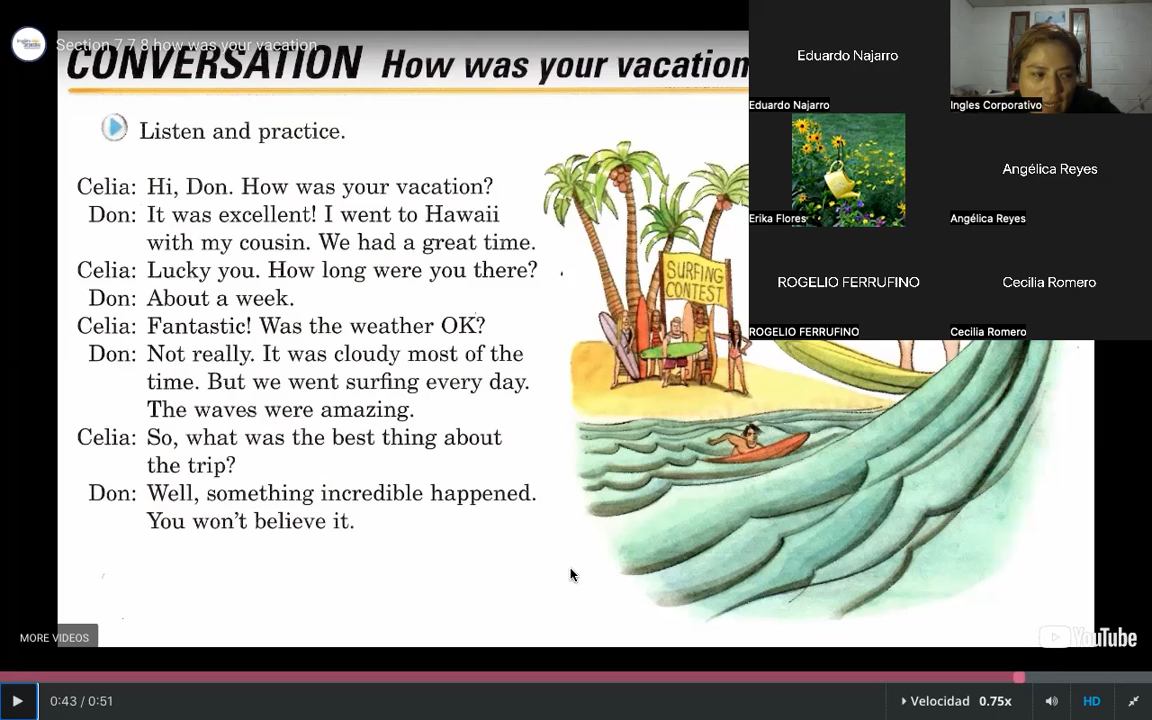 Section 7 7 8 how was your vacation
CONVERSATION How was your vacation
Listen and practice.
Celia: Hi, Don. How was your vacation?
Don: It was excellent! I went to Hawaii
with my cousin. We had a great time.
Celia: Lucky you. How long were you there?
Don: About a week.
Celia: Fantastic! Was the weather OK?
Don: Not really. It was cloudy most of the
time. But we went surfing every day.
The waves were amazing.
Celia: So, what was the best thing about
the trip?
Don: Well, something incredible happened.
You won't believe it.
SURFING
CONTEST
Eduardo Najarro
Eduardo Najarro
Ingles Corporativo
Angélica Reyes
Erika Flores
Angélica Reyes
ROGELIO FERRUFINO
Cecilia Romero
ROGELIO FERRUFINO
Cecilia Romero
MORE VIDEOS
YouTube
0:43 / 0:51
Velocidad 0.75x
HD